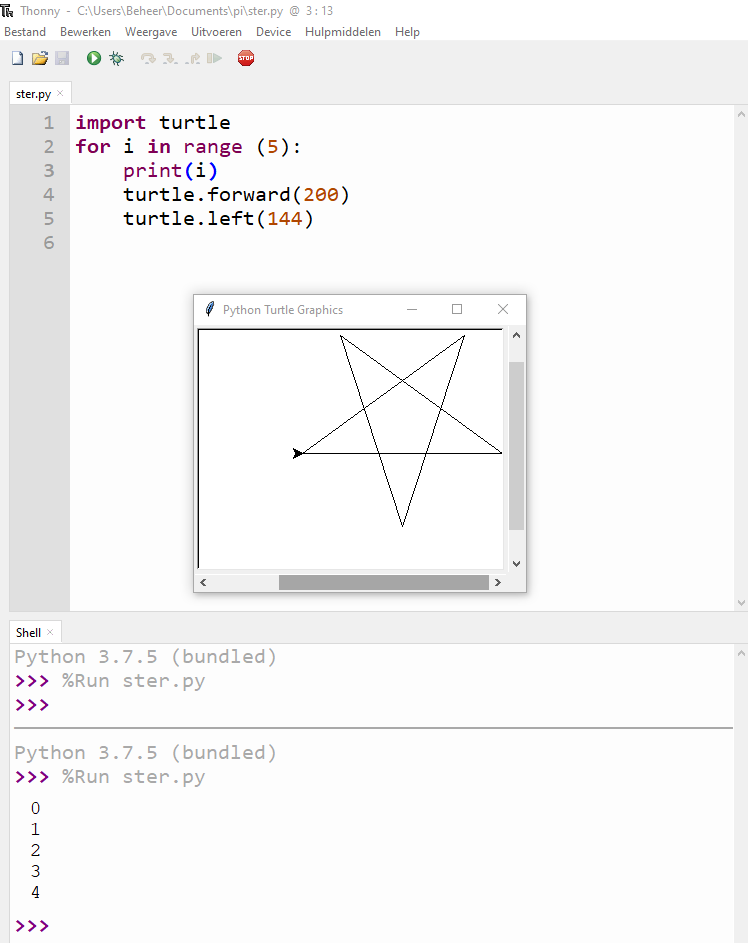 Thonny - C:\Users\Beheer\Documents\pi\ster.py @ 3 : 13
Bestand Bewerken Weergave Uitvoeren Device Hulpmiddelen Help
STOP
ster.py ×
1 import turtle
2 for i in range (5):
3     print(i)
4     turtle.forward(200)
5     turtle.left(144)
6
Python Turtle Graphics
Shell ×
Python 3.7.5 (bundled)
>>> %Run ster.py
>>>
Python 3.7.5 (bundled)
>>> %Run ster.py
0
1
2
3
4
>>>